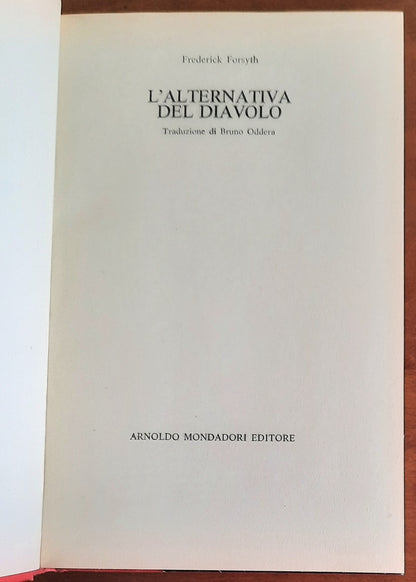 Frederick Forsyth
L'ALTERNATIVA
DEL DIAVOLO
Traduzione di Bruno Oddera
ARNOLDO MONDADORI EDITORE